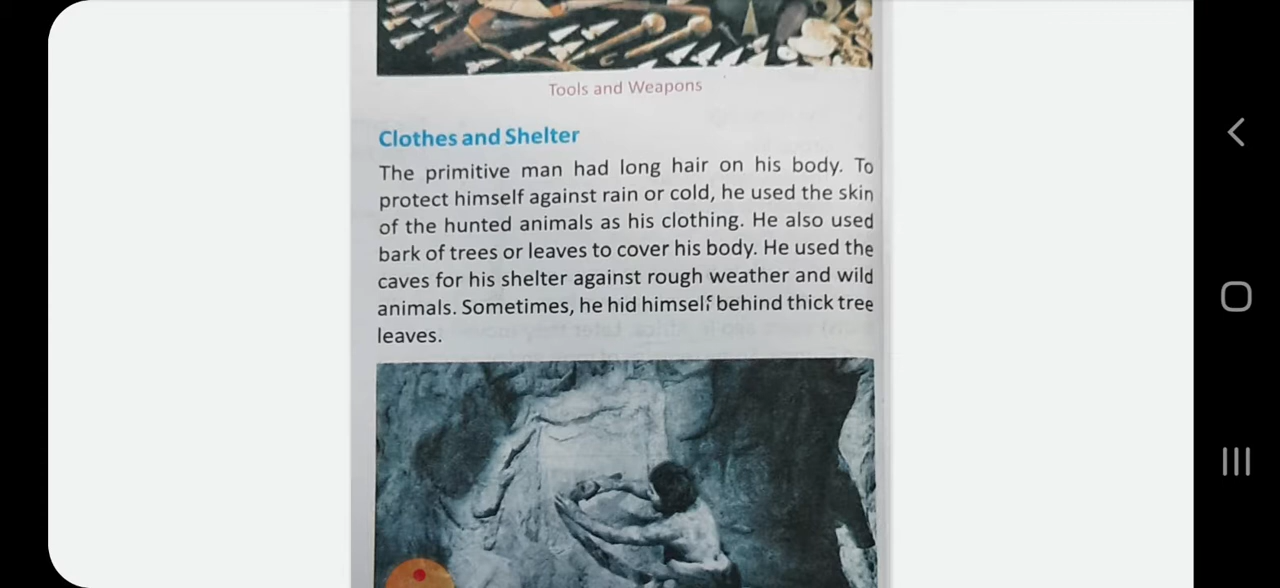 Tools and Weapons
Clothes and Shelter
The primitive man had long hair on his body. To
protect himself against rain or cold, he used the skin
of the hunted animals as his clothing. He also used
bark of trees or leaves to cover his body. He used the
caves for his shelter against rough weather and wild
animals. Sometimes, he hid himself behind thick tree
leaves.